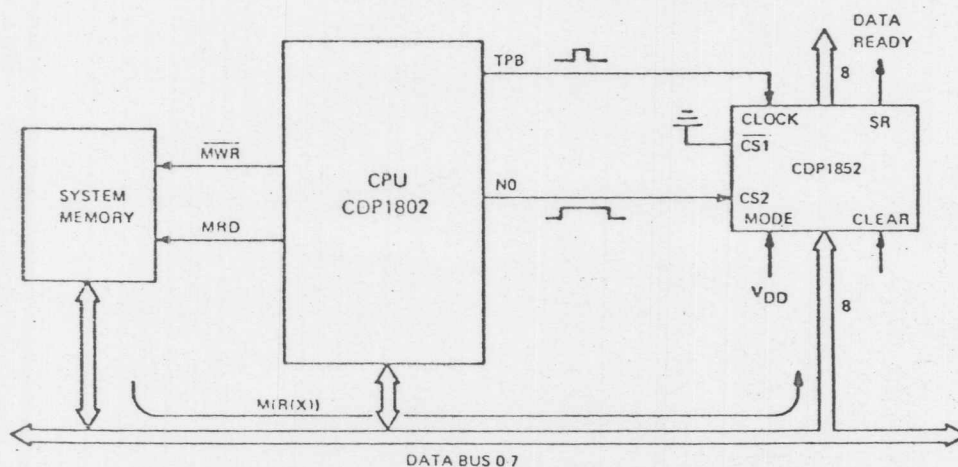 DATA
READY
TPB
8
CLOCK
SR
CS1
CDP1852
MWR
CPU
CDP1802
N0
CS2
SYSTEM
MEMORY
MODE
CLEAR
MRD
VDD
8
M(R(X))
DATA BUS 0-7